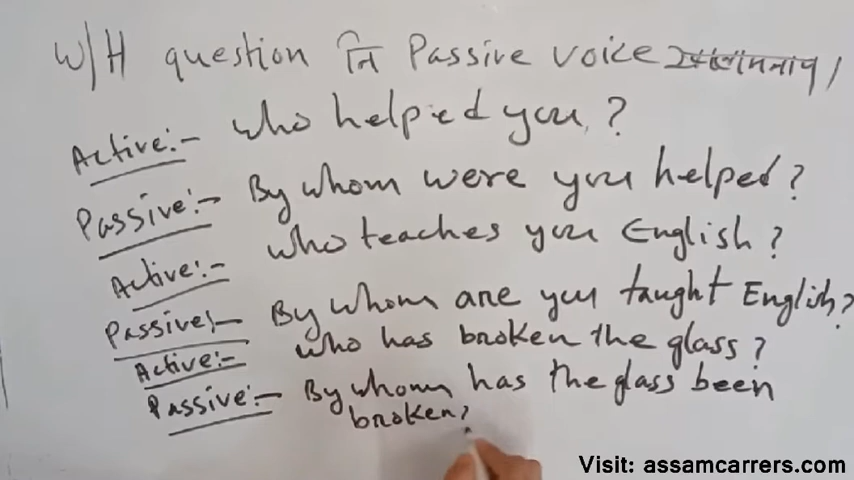 W/H question কি Passive voice
Active:- who helped you?
Passive:- By whom were you helped?
Active:- who teaches you English?
Passive:- By whom are you taught English?
Active:- who has broken the glass?
Passive:- By whom has the glass been
broken?
Visit: assamcarrers.com